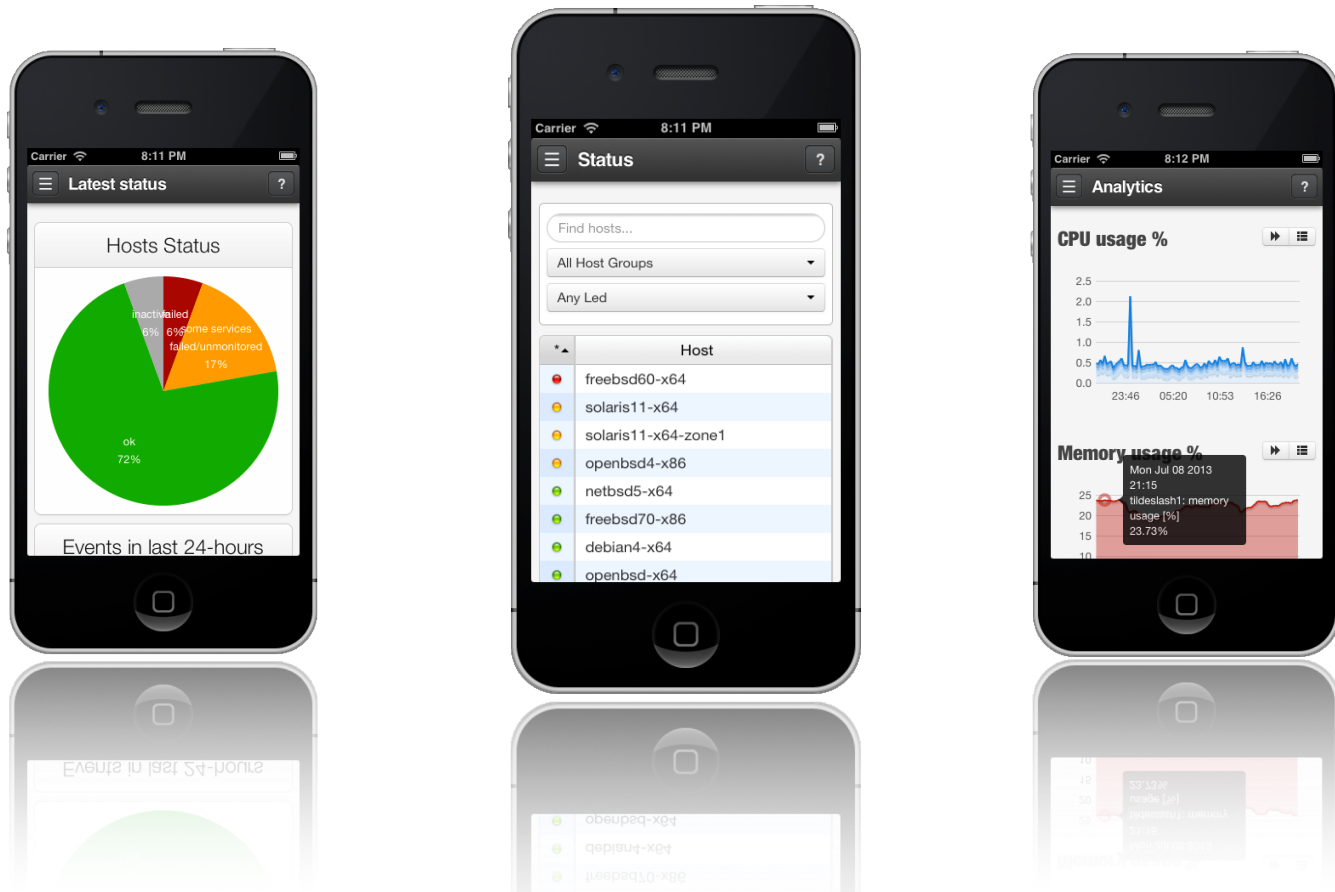 Carrier 8:11 PM
Latest status ?
Hosts Status
inactive failed
6% 6%
some services
failed/unmonitored
17%
ok
72%
Events in last 24-hours
Carrier 8:11 PM
Status ?
Find hosts...
All Host Groups
Any Led
* Host
freebsd60-x64
solaris11-x64
solaris11-x64-zone1
openbsd4-x86
netbsd5-x64
freebsd70-x86
debian4-x64
openbsd-x64
Carrier 8:12 PM
Analytics ?
CPU usage %
2.5
2.0
1.5
1.0
0.5
0.0
23:46 05:20 10:53 16:26
Memory usage %
Mon Jul 08 2013
21:15
tildeslash1: memory
usage [%]
23.73%
25
20
15
10